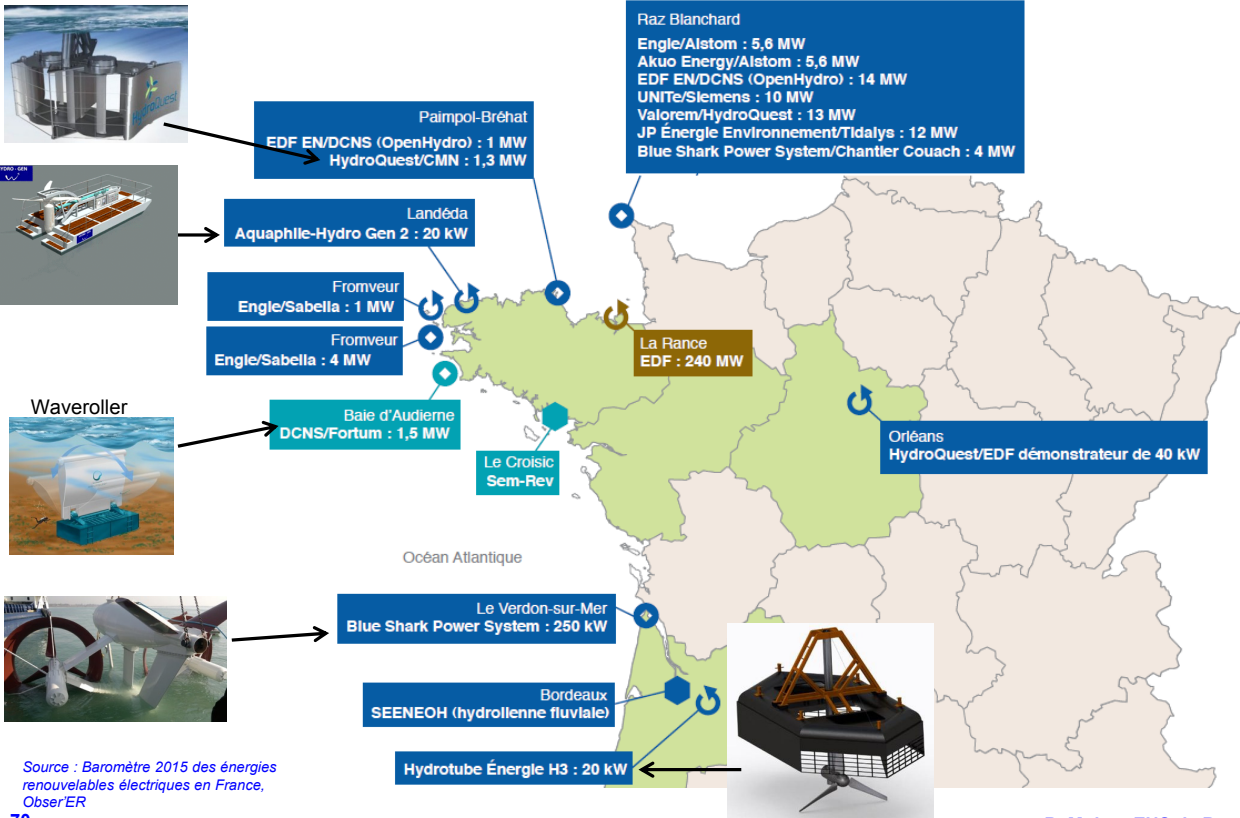 Raz Blanchard
Engie/Alstom : 5,6 MW
Akuo Energy/Alstom : 5,6 MW
EDF EN/DCNS (OpenHydro) : 14 MW
UNITe/Siemens : 10 MW
Valorem/HydroQuest : 13 MW
JP Énergie Environnement/Tidalys : 12 MW
Blue Shark Power System/Chantier Couach : 4 MW
HydroQuest
Paimpol-Bréhat
EDF EN/DCNS (OpenHydro) : 1 MW
HydroQuest/CMN : 1,3 MW
HYDRO - GEN
Landéda
Aquaphile-Hydro Gen 2 : 20 kW
Fromveur
Engie/Sabella : 1 MW
Fromveur
Engie/Sabella : 4 MW
La Rance
EDF : 240 MW
Waveroller
Baie d'Audierne
DCNS/Fortum : 1,5 MW
Le Croisic
Sem-Rev
Orléans
HydroQuest/EDF démonstrateur de 40 kW
Océan Atlantique
Le Verdon-sur-Mer
Blue Shark Power System : 250 kW
Bordeaux
SEENEOH (hydrolienne fluviale)
Hydrotube Énergie H3 : 20 kW
Source : Baromètre 2015 des énergies
renouvelables électriques en France,
Obser'ER